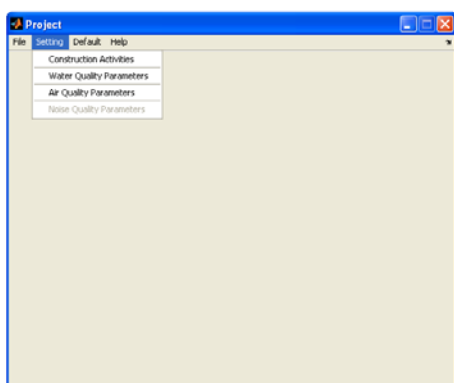 Project
File Setting Default Help
Construction Activities
Water Quality Parameters
Air Quality Parameters
Noise Quality Parameters